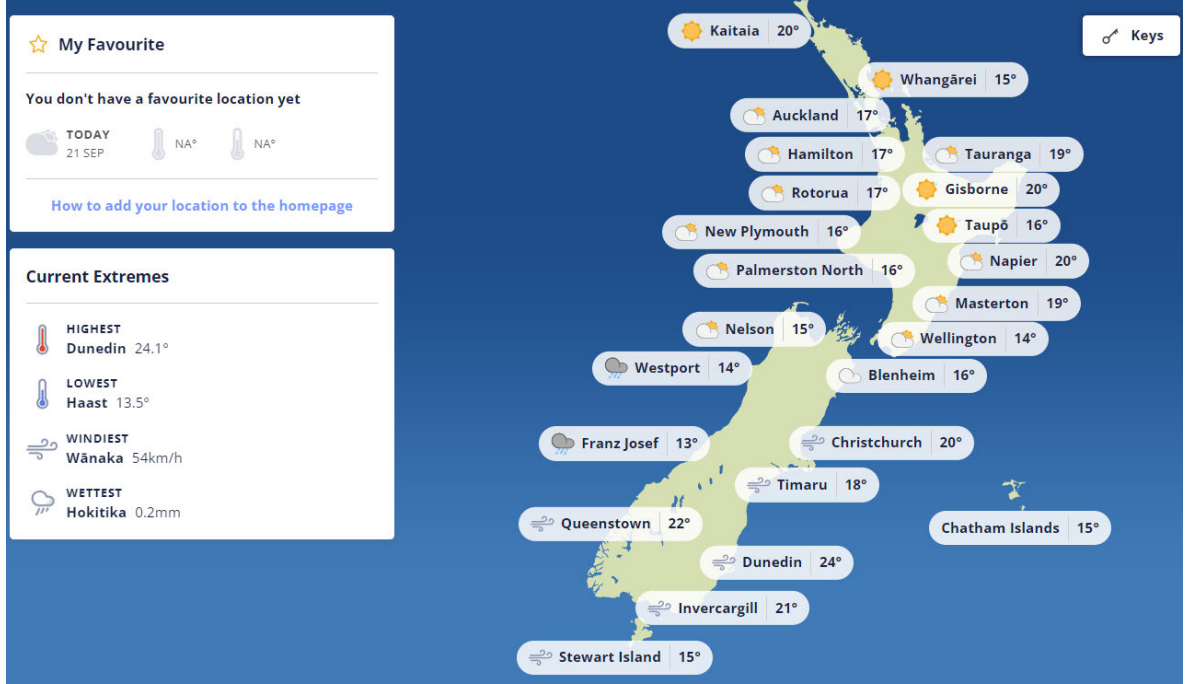 My Favourite
You don't have a favourite location yet
TODAY
21 SEP
NA°
NA°
How to add your location to the homepage
Current Extremes
HIGHEST
Dunedin 24.1°
LOWEST
Haast 13.5°
WINDIEST
Wānaka 54km/h
WETTEST
Hokitika 0.2mm
Keys
Kaitaia 20°
Whangārei 15°
Auckland 17°
Hamilton 17°
Tauranga 19°
Rotorua 17°
Gisborne 20°
New Plymouth 16°
Taupō 16°
Palmerston North 16°
Napier 20°
Masterton 19°
Nelson 15°
Wellington 14°
Westport 14°
Blenheim 16°
Franz Josef 13°
Christchurch 20°
Timaru 18°
Queenstown 22°
Chatham Islands 15°
Dunedin 24°
Invercargill 21°
Stewart Island 15°